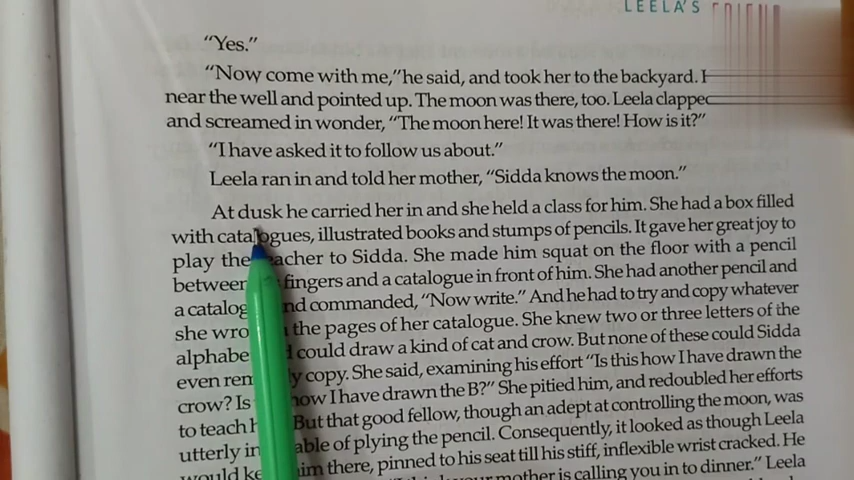 LEELA'S FRIEND
"Yes."
"Now come with me,"he said, and took her to the backyard.
near the well and pointed up. The moon was there, too. Leela clapped
and screamed in wonder, "The moon here! It was there! How is it?"
"I have asked it to follow us about."
Leela ran in and told her mother, "Sidda knows the moon."
At dusk he carried her in and she held a class for him. She had a box filled
with catalogues, illustrated books and stumps of pencils. It gave her great joy to
play the teacher to Sidda. She made him squat on the floor with a pencil
between fingers and a catalogue in front of him. She had another pencil and
a catalog nd commanded, "Now write." And he had to try and copy whatever
she wro the pages of her catalogue. She knew two or three letters of the
alphabe could draw a kind of cat and crow. But none of these could Sidda
even rem ly copy. She said, examining his effort "Is this how I have drawn the
crow? Is how I have drawn the B?" She pitied him, and redoubled her efforts
to teach h But that good fellow, though an adept at controlling the moon, was
utterly in able of plying the pencil. Consequently, it looked as though Leela
would ke him there, pinned to his seat till his stiff, inflexible wrist cracked. He
your mother is calling you in to dinner." Leela